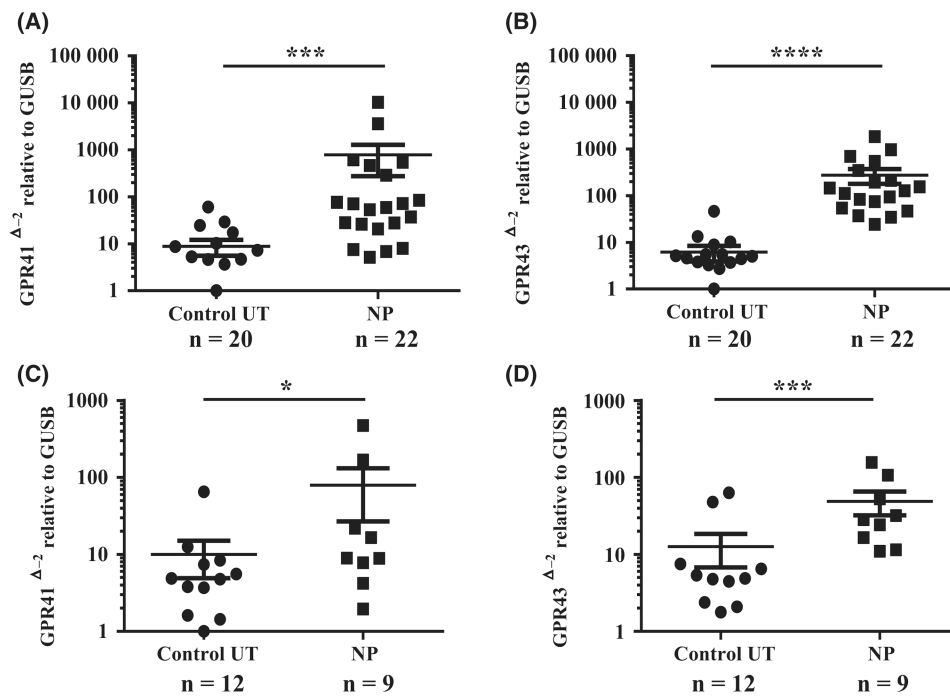 (A)
GPR41 Δ–2 relative to GUSB
100 000
10 000
1000
100
10
1
***
Control UT
n = 20
NP
n = 22
(B)
GPR43 Δ–2 relative to GUSB
100 000
10 000
1000
100
10
1
****
Control UT
n = 20
NP
n = 22
(C)
GPR41 Δ–2 relative to GUSB
1000
100
10
1
*
Control UT
n = 12
NP
n = 9
(D)
GPR43 Δ–2 relative to GUSB
1000
100
10
1
***
Control UT
n = 12
NP
n = 9